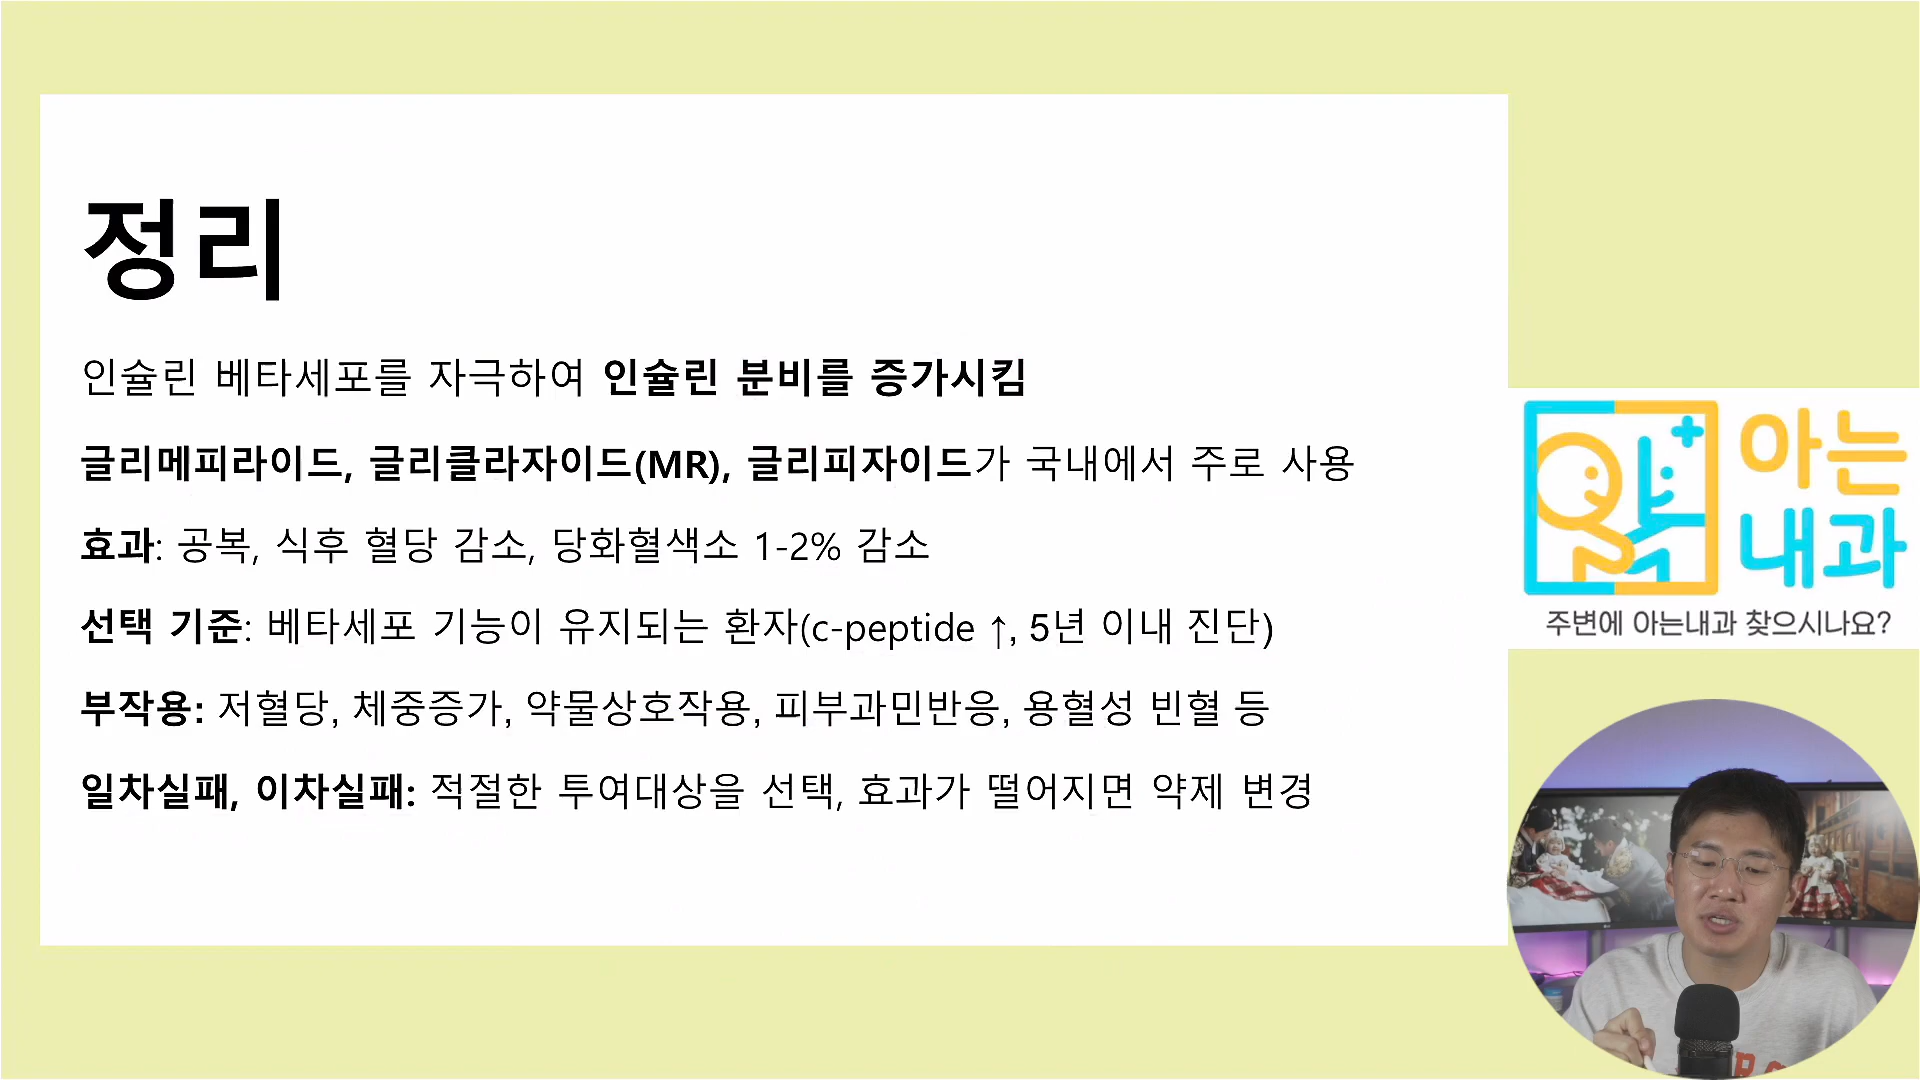 정리
인슐린 베타세포를 자극하여 인슐린 분비를 증가시킴
글리메피라이드, 글리클라자이드(MR), 글리피자이드가 국내에서 주로 사용
효과: 공복, 식후 혈당 감소, 당화혈색소 1-2% 감소
선택 기준: 베타세포 기능이 유지되는 환자(c-peptide ↑, 5년 이내 진단)
부작용: 저혈당, 체중증가, 약물상호작용, 피부과민반응, 용혈성 빈혈 등
일차실패, 이차실패: 적절한 투여대상을 선택, 효과가 떨어지면 약제 변경
아는
내과
주변에 아는내과 찾으시나요?